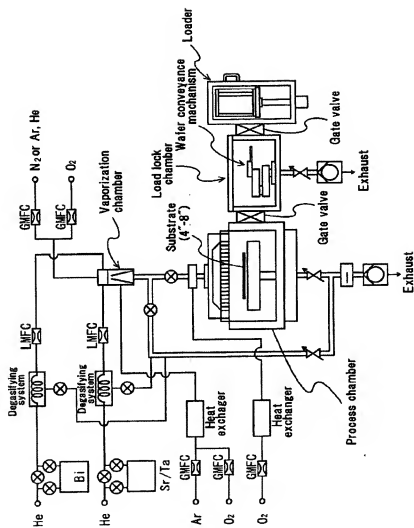 He
Bi
He
Sr/Ta
Degasifying
system
Degasifying
system
LMFC
LMFC
GMFC
N2 or Ar, He
GMFC
O2
Vaporization
chamber
Ar
GMFC
O2
GMFC
O2
GMFC
Heat
exchager
Heat
exchanger
Substrate
(4"-8")
Process chamber
Gate valve
Exhaust
Load lock
chamber
Water conveyance
mechanism
Loader
Gate valve
Exhaust